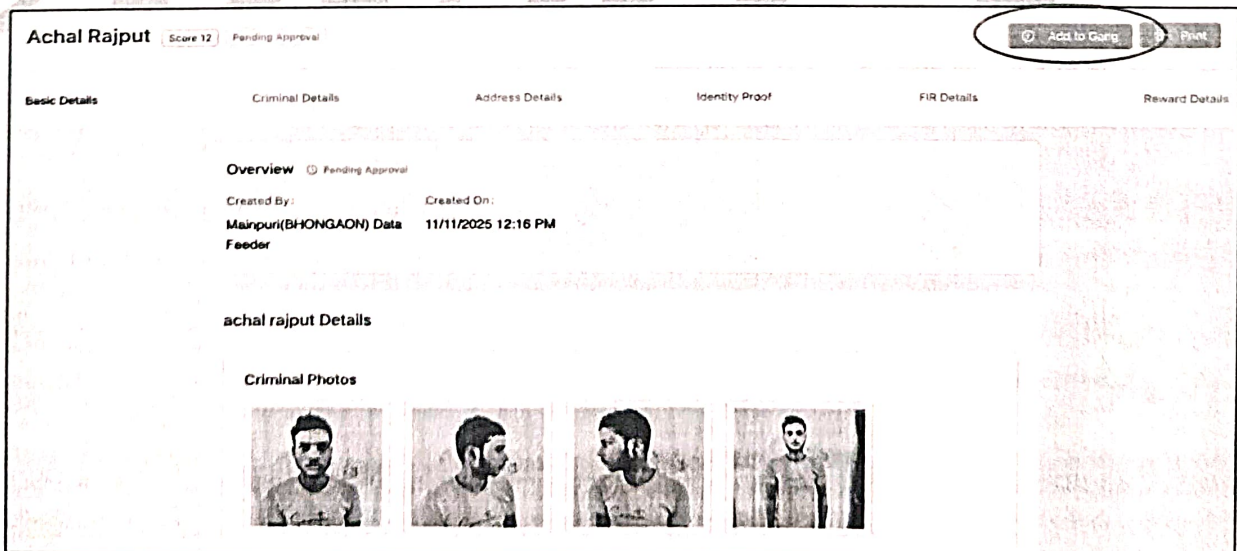 Achal Rajput Score 12 Pending Approval Add to Gang Print
Basic Details Criminal Details Address Details Identity Proof FIR Details Reward Details
Overview Pending Approval
Created By: Created On:
Mainpuri(BHONGAON) Data 11/11/2025 12:16 PM
Feeder
achal rajput Details
Criminal Photos